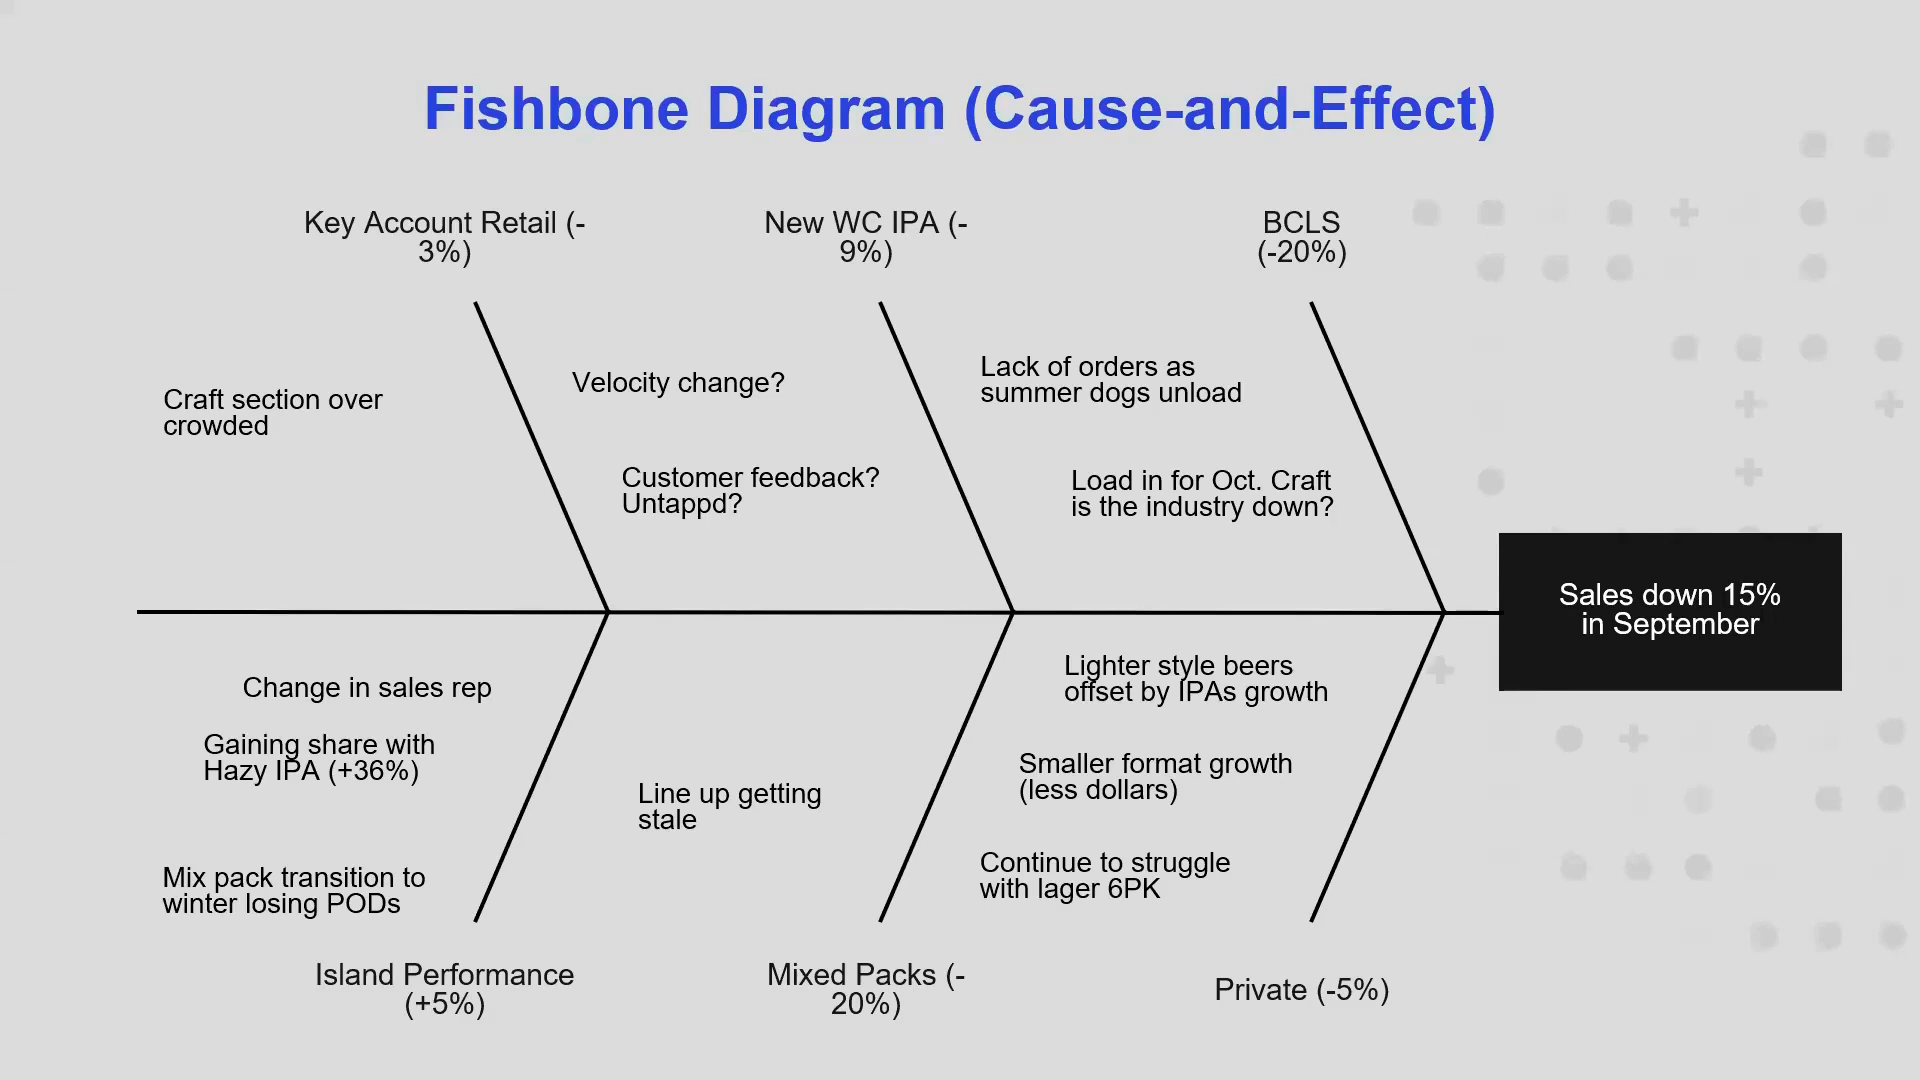 Fishbone Diagram (Cause-and-Effect)
Key Account Retail (-
3%)
New WC IPA (-
9%)
BCLS
(-20%)
Craft section over
crowded
Velocity change?
Customer feedback?
Untappd?
Lack of orders as
summer dogs unload
Load in for Oct. Craft
is the industry down?
Sales down 15%
in September
Change in sales rep
Gaining share with
Hazy IPA (+36%)
Mix pack transition to
winter losing PODs
Line up getting
stale
Lighter style beers
offset by IPAs growth
Smaller format growth
(less dollars)
Continue to struggle
with lager 6PK
Island Performance
(+5%)
Mixed Packs (-
20%)
Private (-5%)